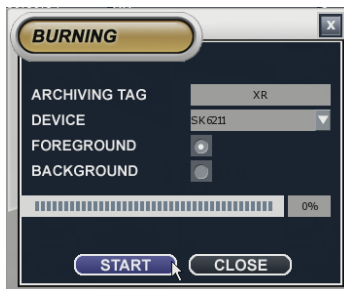 BURNING
X
ARCHIVING TAG XR
DEVICE SK6211
FOREGROUND
BACKGROUND
0%
START CLOSE